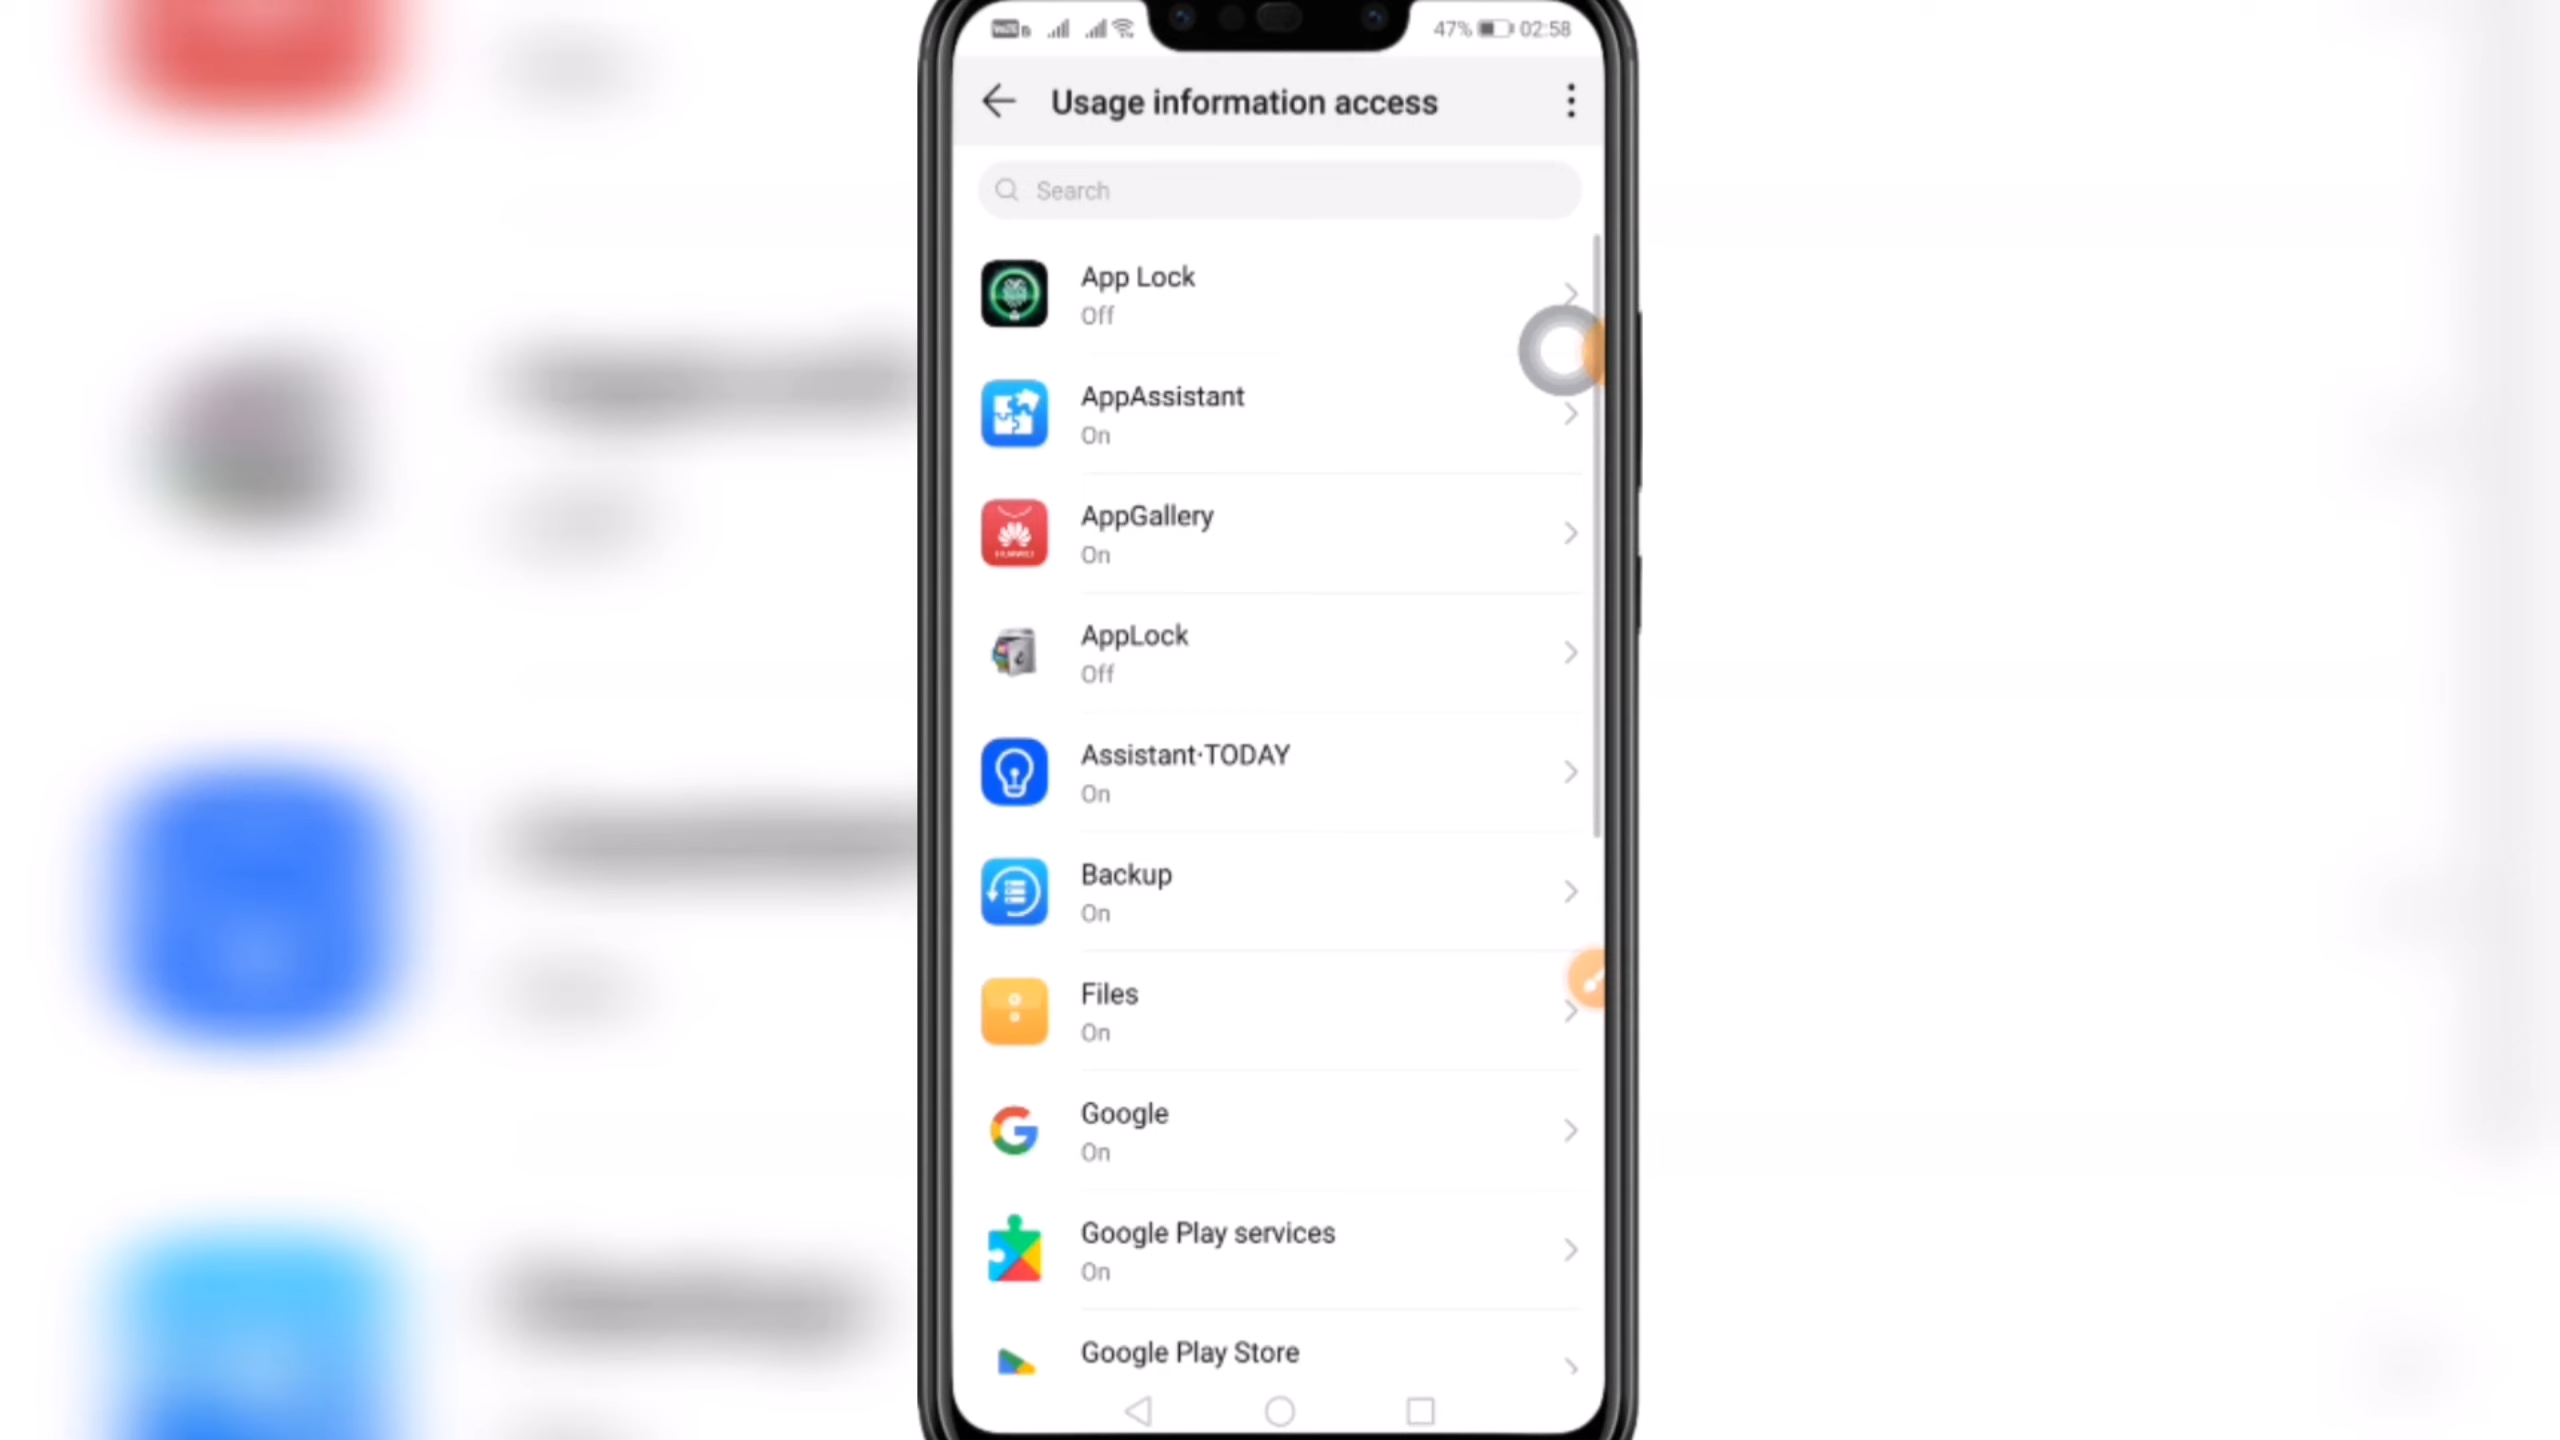 47% 02:58
Usage information access
Search
App Lock
Off
AppAssistant
On
AppGallery
On
HUAWEI
AppLock
Off
Assistant·TODAY
On
Backup
On
Files
On
Google
On
Google Play services
On
Google Play Store